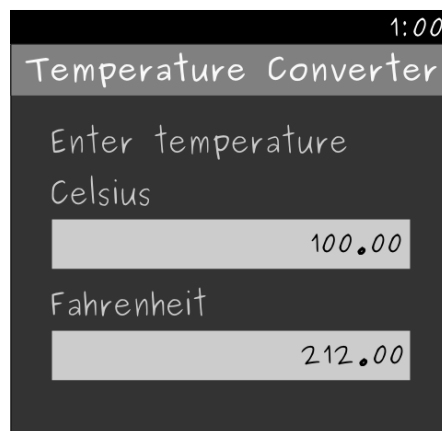 1:00
Temperature Converter
Enter temperature
Celsius
100.00
Fahrenheit
212.00